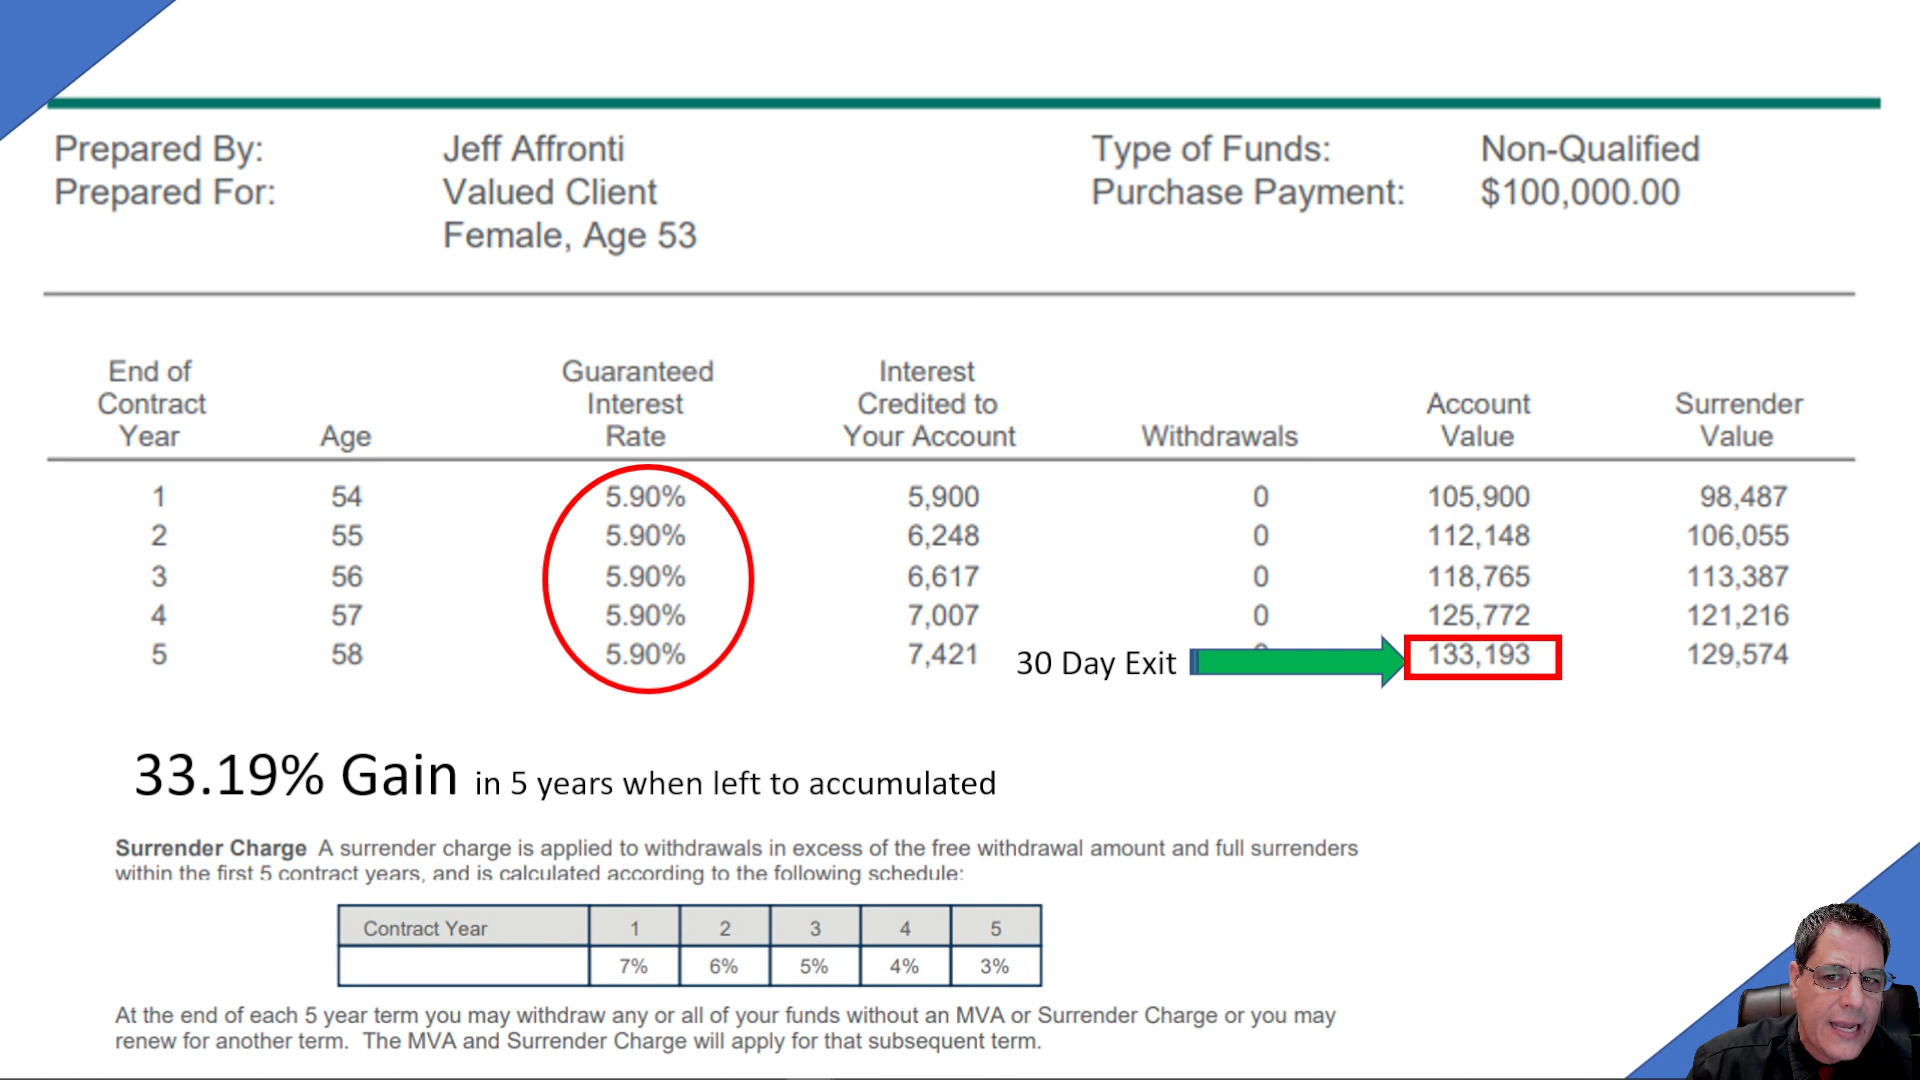 Prepared By: Jeff Affronti Type of Funds: Non-Qualified
Prepared For: Valued Client Purchase Payment: $100,000.00
Female, Age 53
End of Contract Year Age Guaranteed Interest Rate Interest Credited to Your Account Withdrawals Account Value Surrender Value
1 54 5.90% 5,900 0 105,900 98,487
2 55 5.90% 6,248 0 112,148 106,055
3 56 5.90% 6,617 0 118,765 113,387
4 57 5.90% 7,007 0 125,772 121,216
5 58 5.90% 7,421 30 Day Exit 133,193 129,574
33.19% Gain in 5 years when left to accumulated
Surrender Charge A surrender charge is applied to withdrawals in excess of the free withdrawal amount and full surrenders
within the first 5 contract years, and is calculated according to the following schedule:
Contract Year 1 2 3 4 5
7% 6% 5% 4% 3%
At the end of each 5 year term you may withdraw any or all of your funds without an MVA or Surrender Charge or you may
renew for another term. The MVA and Surrender Charge will apply for that subsequent term.